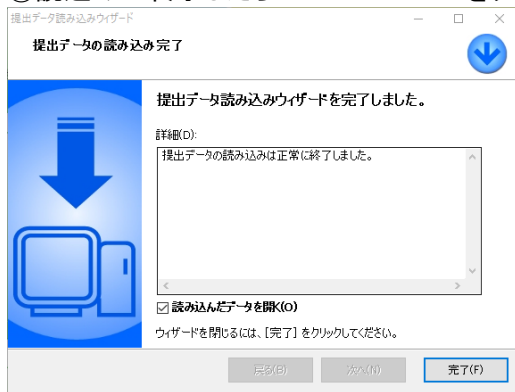 提出データ読み込みウィザード
提出データの読み込み完了
提出データ読み込みウィザードを完了しました。
詳細(D):
提出データの読み込みは正常に終了しました。
読み込んだデータを開く(O)
ウィザードを閉じるには、[完了] をクリックしてください。
戻る(B) 次へ(N) 完了(F)